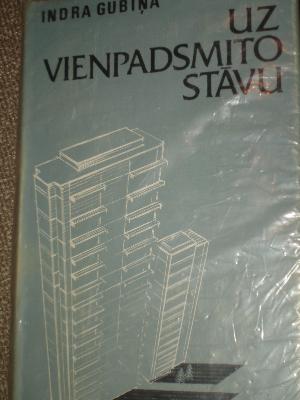 INDRA GUBIŅA
UZ
VIENPADSMITO
STĀVU